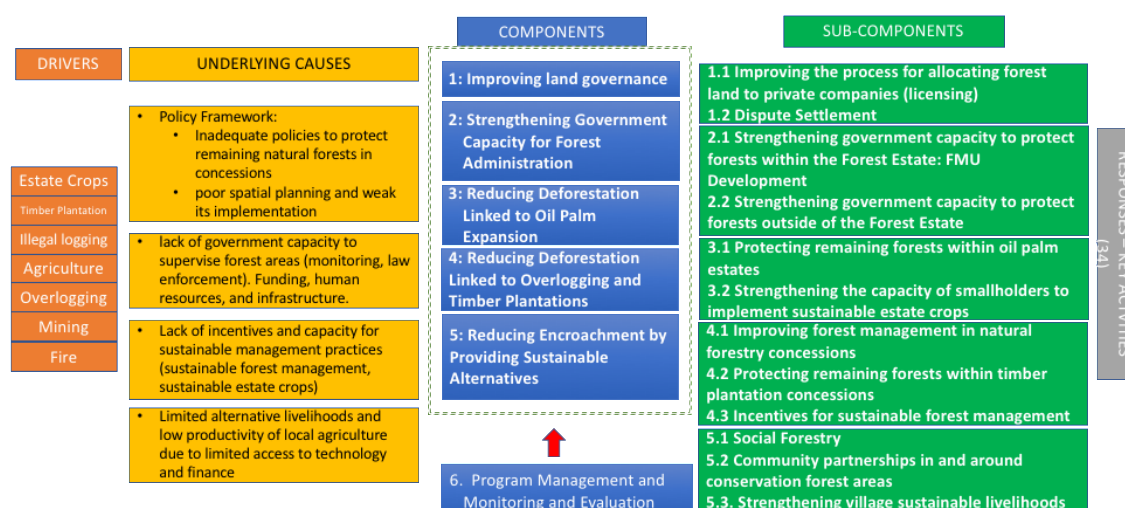 DRIVERS
Estate Crops
Timber Plantation
Illegal logging
Agriculture
Overlogging
Mining
Fire
UNDERLYING CAUSES
• Policy Framework:
• Inadequate policies to protect
remaining natural forests in
concessions
• poor spatial planning and weak
its implementation
• lack of government capacity to
supervise forest areas (monitoring, law
enforcement). Funding, human
resources, and infrastructure.
• Lack of incentives and capacity for
sustainable management practices
(sustainable forest management,
sustainable estate crops)
• Limited alternative livelihoods and
low productivity of local agriculture
due to limited access to technology
and finance
COMPONENTS
1: Improving land governance
2: Strengthening Government
Capacity for Forest
Administration
3: Reducing Deforestation
Linked to Oil Palm
Expansion
4: Reducing Deforestation
Linked to Overlogging and
Timber Plantations
5: Reducing Encroachment by
Providing Sustainable
Alternatives
6. Program Management and
Monitoring and Evaluation
SUB-COMPONENTS
1.1 Improving the process for allocating forest
land to private companies (licensing)
1.2 Dispute Settlement
2.1 Strengthening government capacity to protect
forests within the Forest Estate: FMU
Development
2.2 Strengthening government capacity to protect
forests outside of the Forest Estate
3.1 Protecting remaining forests within oil palm
estates
3.2 Strengthening the capacity of smallholders to
implement sustainable estate crops
4.1 Improving forest management in natural
forestry concessions
4.2 Protecting remaining forests within timber
plantation concessions
4.3 Incentives for sustainable forest management
5.1 Social Forestry
5.2 Community partnerships in and around
conservation forest areas
5.3. Strengthening village sustainable livelihoods
RESPONSES – KEY ACTIVITIES
(34)